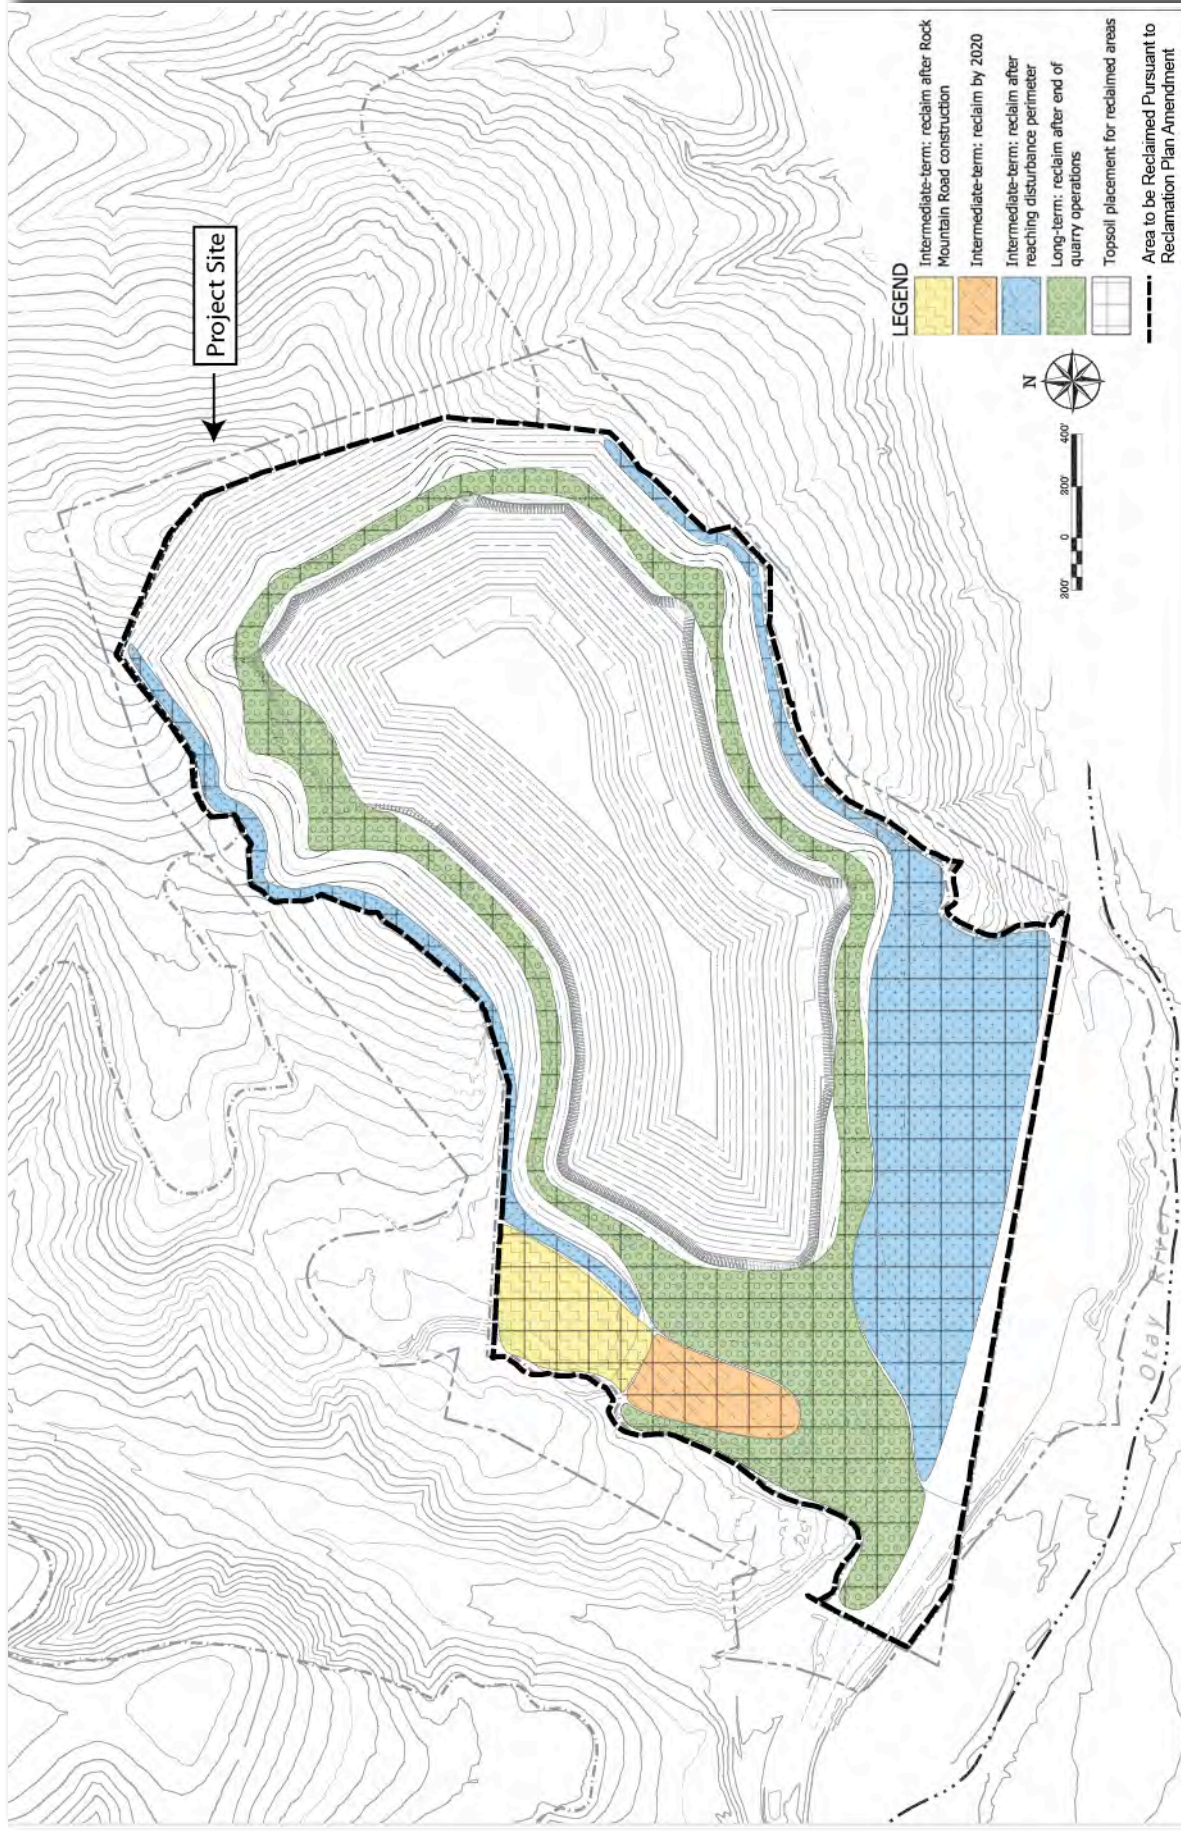 Project Site
LEGEND
Intermediate-term: reclaim after Rock
Mountain Road construction
Intermediate-term: reclaim by 2020
Intermediate-term: reclaim after
reaching disturbance perimeter
Long-term: reclaim after end of
quarry operations
Topsoil placement for reclaimed areas
Area to be Reclaimed Pursuant to
Reclamation Plan Amendment
N
200' 0 200' 400'
Otay River